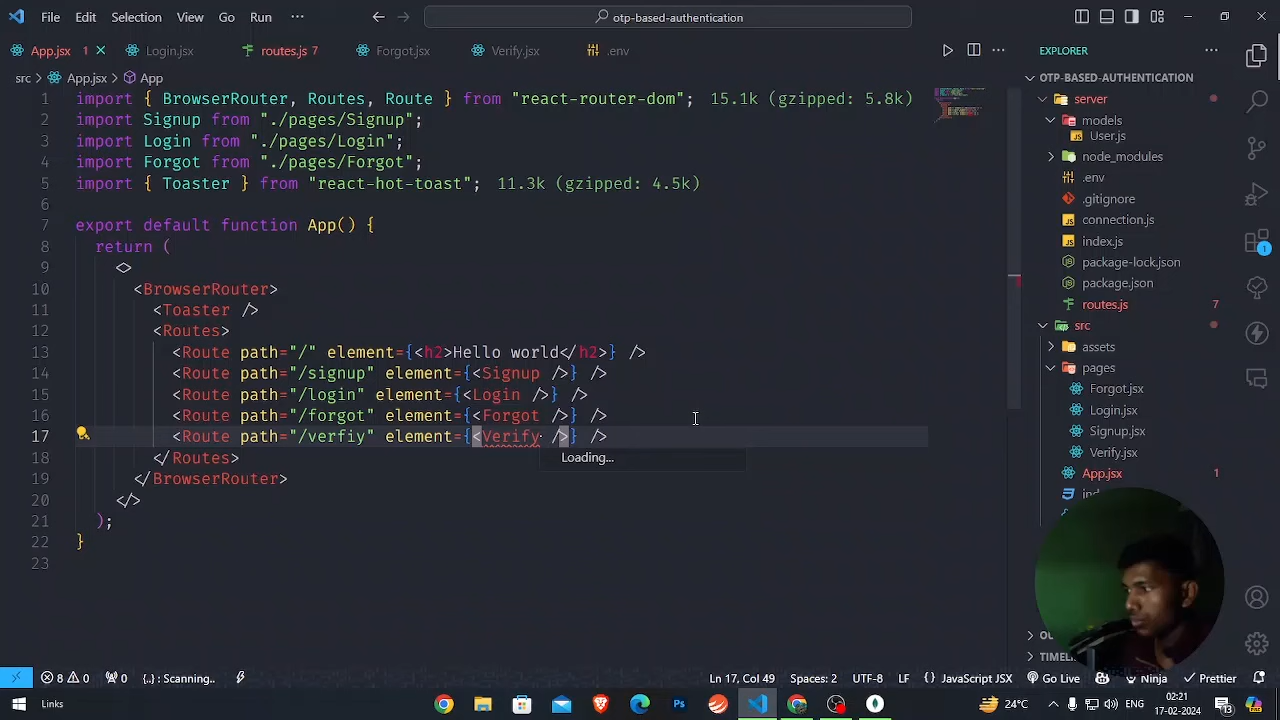 File Edit Selection View Go Run ··· otp-based-authentication
App.jsx 1 Login.jsx routes.js 7 Forgot.jsx Verify.jsx .env
src > App.jsx > App
1 import { BrowserRouter, Routes, Route } from "react-router-dom"; 15.1k (gzipped: 5.8k)
2 import Signup from "./pages/Signup";
3 import Login from "./pages/Login";
4 import Forgot from "./pages/Forgot";
5 import { Toaster } from "react-hot-toast"; 11.3k (gzipped: 4.5k)
6
7 export default function App() {
8 return (
9 <>
10 <BrowserRouter>
11 <Toaster />
12 <Routes>
13 <Route path="/" element={<h2>Hello world</h2>} />
14 <Route path="/signup" element={<Signup />} />
15 <Route path="/login" element={<Login />} />
16 <Route path="/forgot" element={<Forgot />} />
17 <Route path="/verfiy" element={<Verify />} />
Loading...
18 </Routes>
19 </BrowserRouter>
20 </>
21 );
22 }
23
EXPLORER
OTP-BASED-AUTHENTICATION
server
models
User.js
node_modules
.env
.gitignore
connection.js
index.js
package-lock.json
package.json
routes.js 7
src
assets
pages
Forgot.jsx
Login.jsx
Signup.jsx
Verify.jsx
App.jsx 1
1
TIMEL
8 0 0 {..} : Scanning.. Ln 17, Col 49 Spaces: 2 UTF-8 LF {} JavaScript JSX Go Live Ninja Prettier
Links 24°C ENG 02:21
17-02-2024